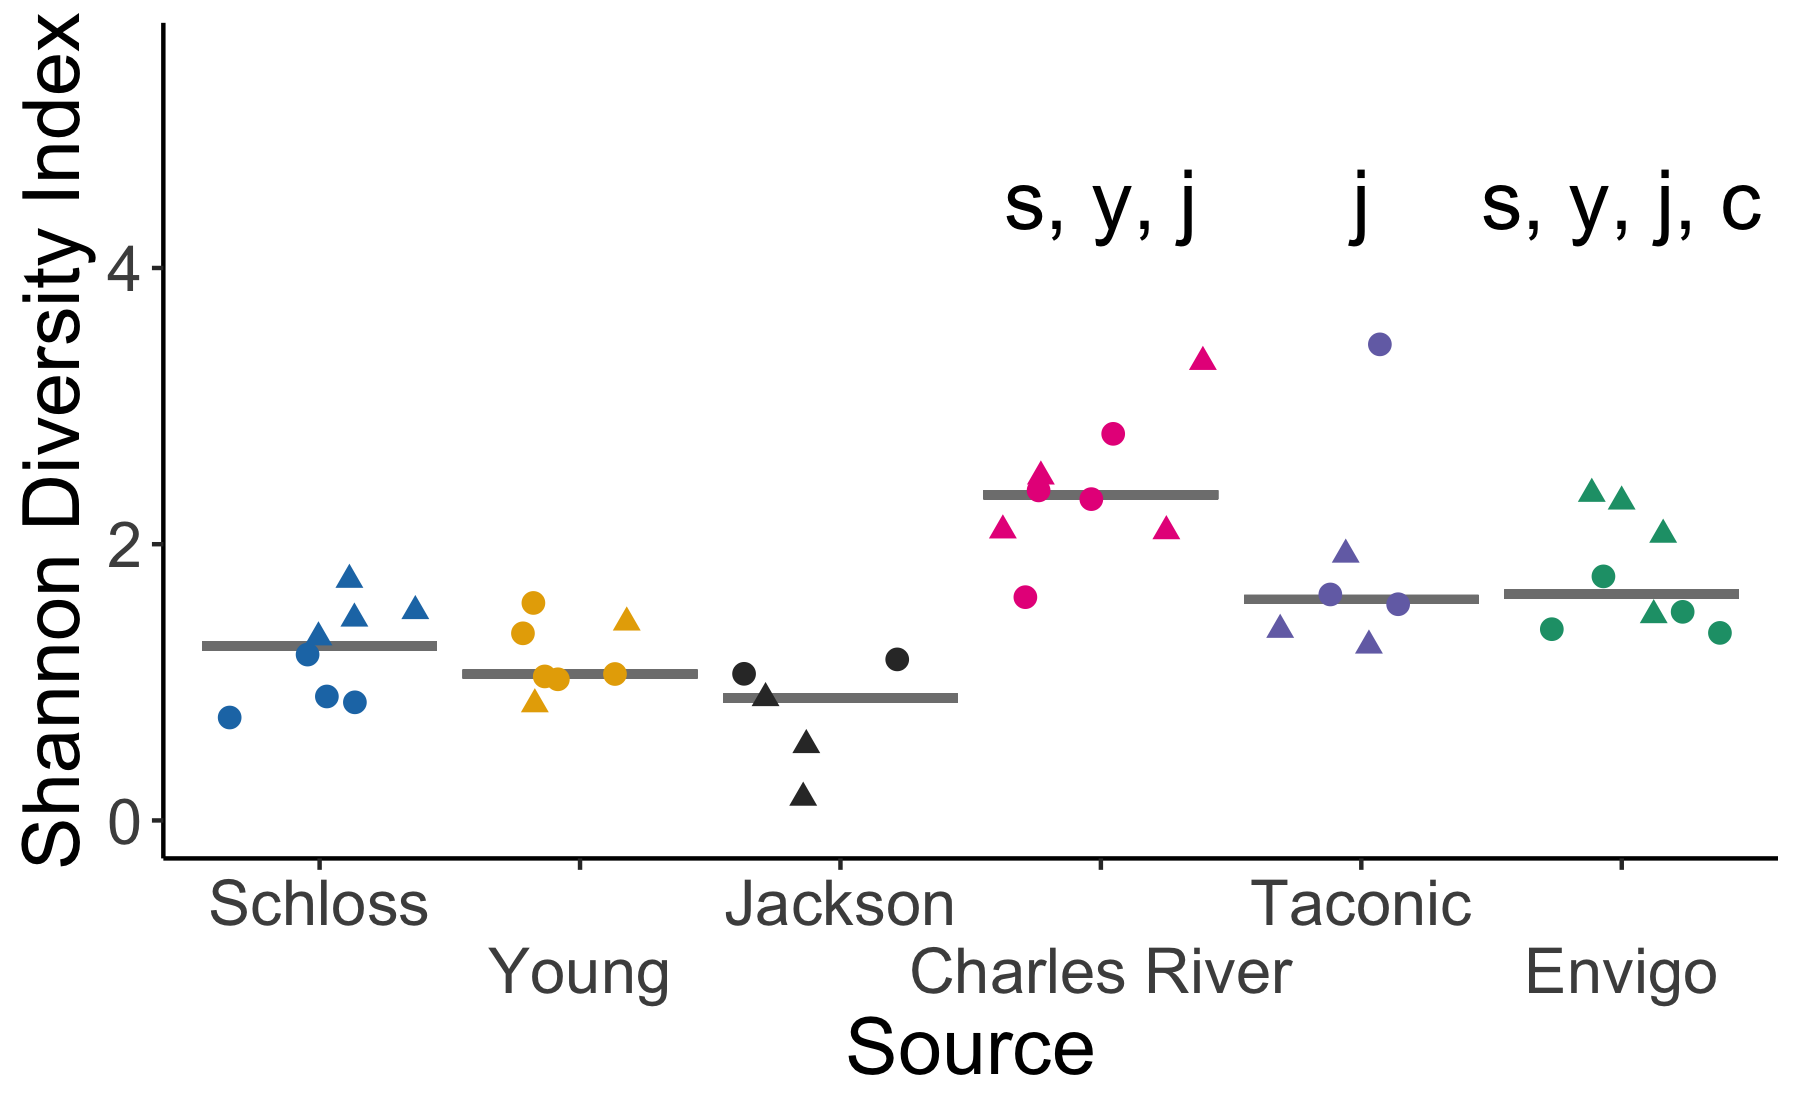 Shannon Diversity Index
s, y, j
j
s, y, j, c
4
2
0
Schloss
Young
Jackson
Charles River
Taconic
Envigo
Source